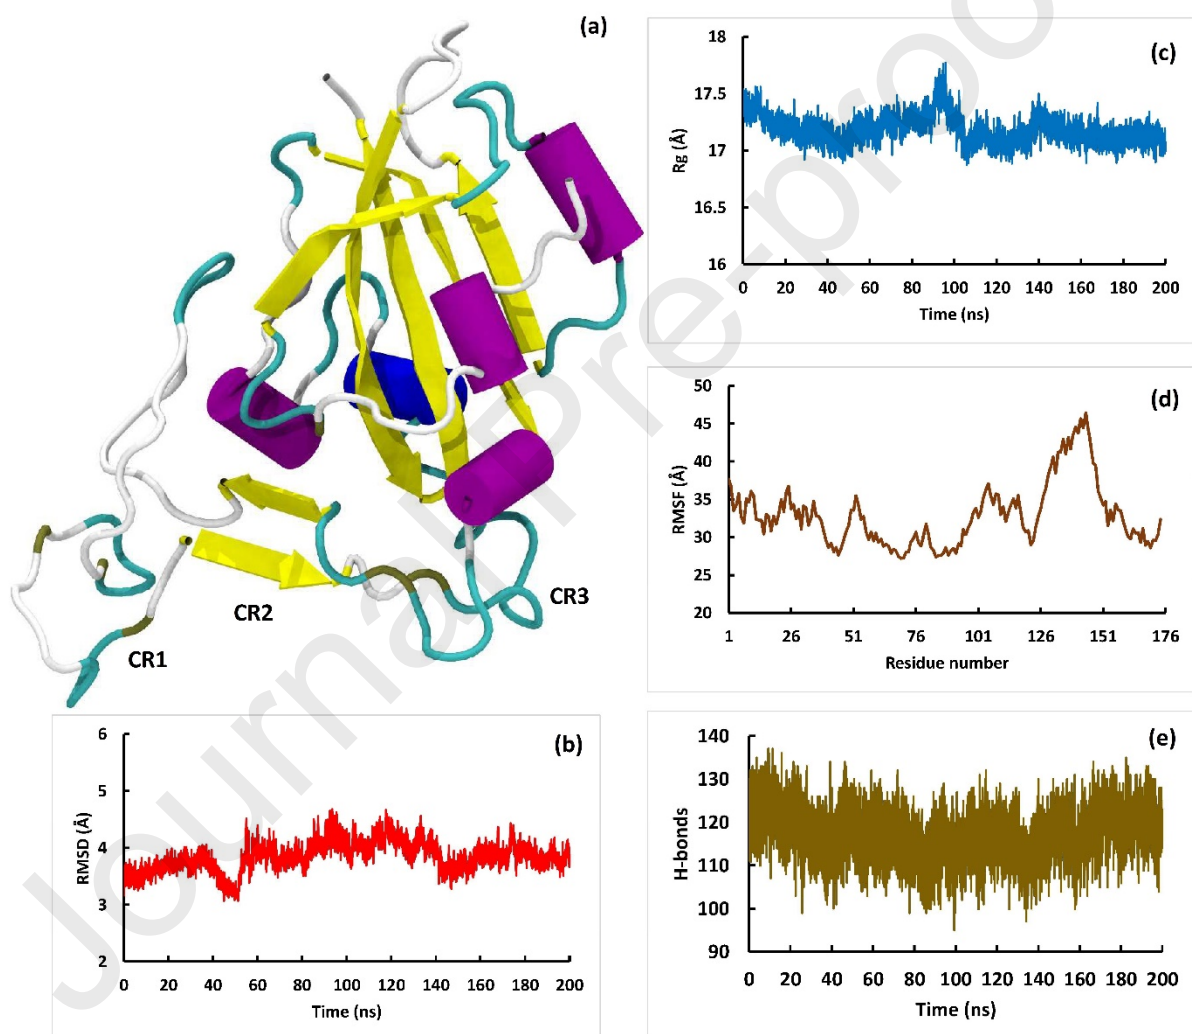 (a)
CR1
CR2
CR3
(b)
RMSD (Å)
6
5
4
3
2
0 20 40 60 80 100 120 140 160 180 200
Time (ns)
(c)
Rg (Å)
18
17.5
17
16.5
16
0 20 40 60 80 100 120 140 160 180 200
Time (ns)
(d)
RMSF (Å)
50
45
40
35
30
25
20
1 26 51 76 101 126 151 176
Residue number
(e)
H-bonds
140
130
120
110
100
90
0 20 40 60 80 100 120 140 160 180 200
Time (ns)
Journal Pre-proo